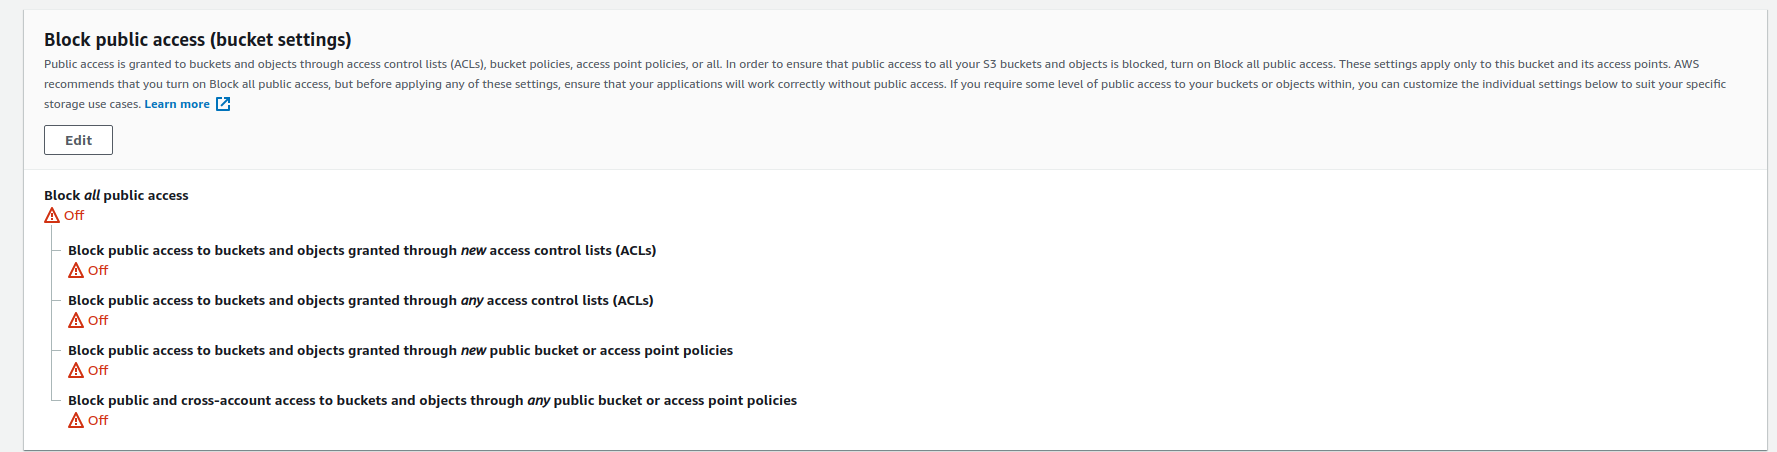 Block public access (bucket settings)
Public access is granted to buckets and objects through access control lists (ACLs), bucket policies, access point policies, or all. In order to ensure that public access to all your S3 buckets and objects is blocked, turn on Block all public access. These settings apply only to this bucket and its access points. AWS
recommends that you turn on Block all public access, but before applying any of these settings, ensure that your applications will work correctly without public access. If you require some level of public access to your buckets or objects within, you can customize the individual settings below to suit your specific
storage use cases. Learn more
Edit
Block all public access
Off
Block public access to buckets and objects granted through new access control lists (ACLs)
Off
Block public access to buckets and objects granted through any access control lists (ACLs)
Off
Block public access to buckets and objects granted through new public bucket or access point policies
Off
Block public and cross-account access to buckets and objects through any public bucket or access point policies
Off